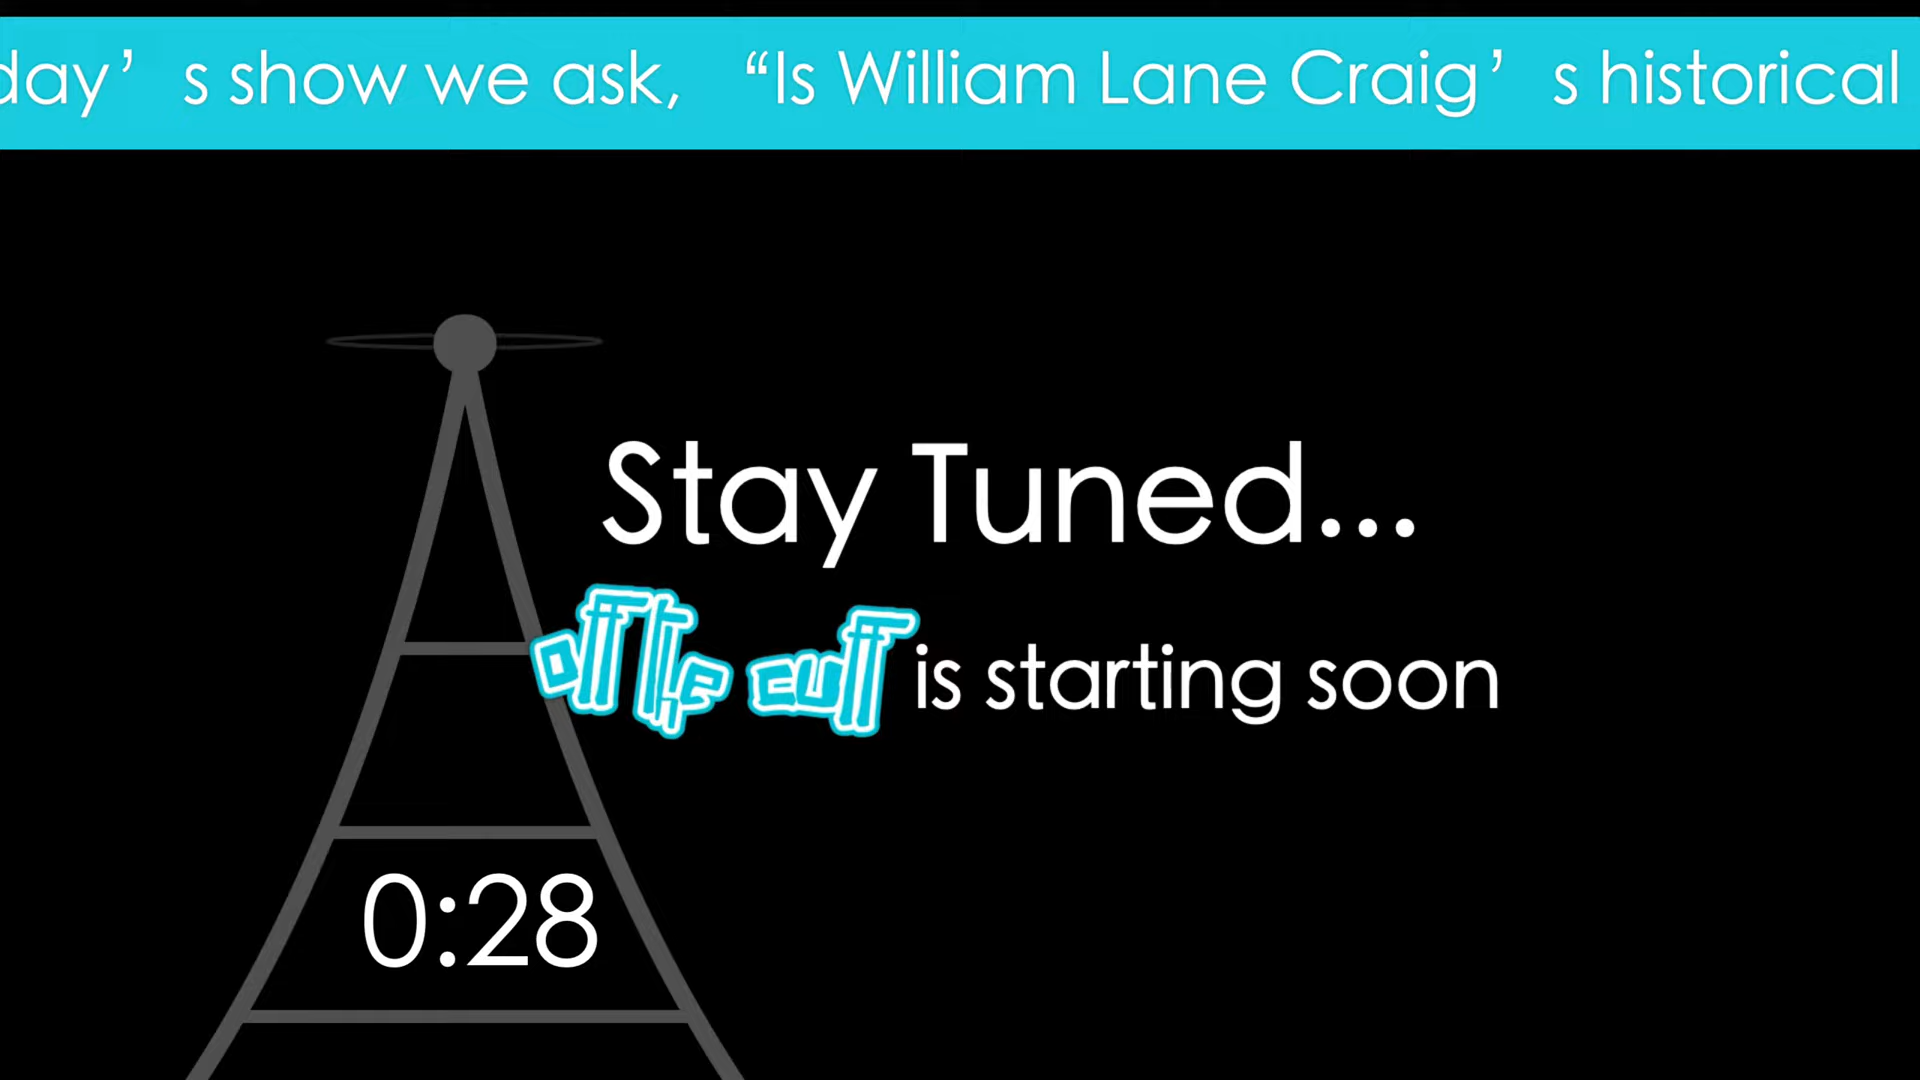 day’s show we ask, “Is William Lane Craig’s historical
Stay Tuned...
off the cuff is starting soon
0:28